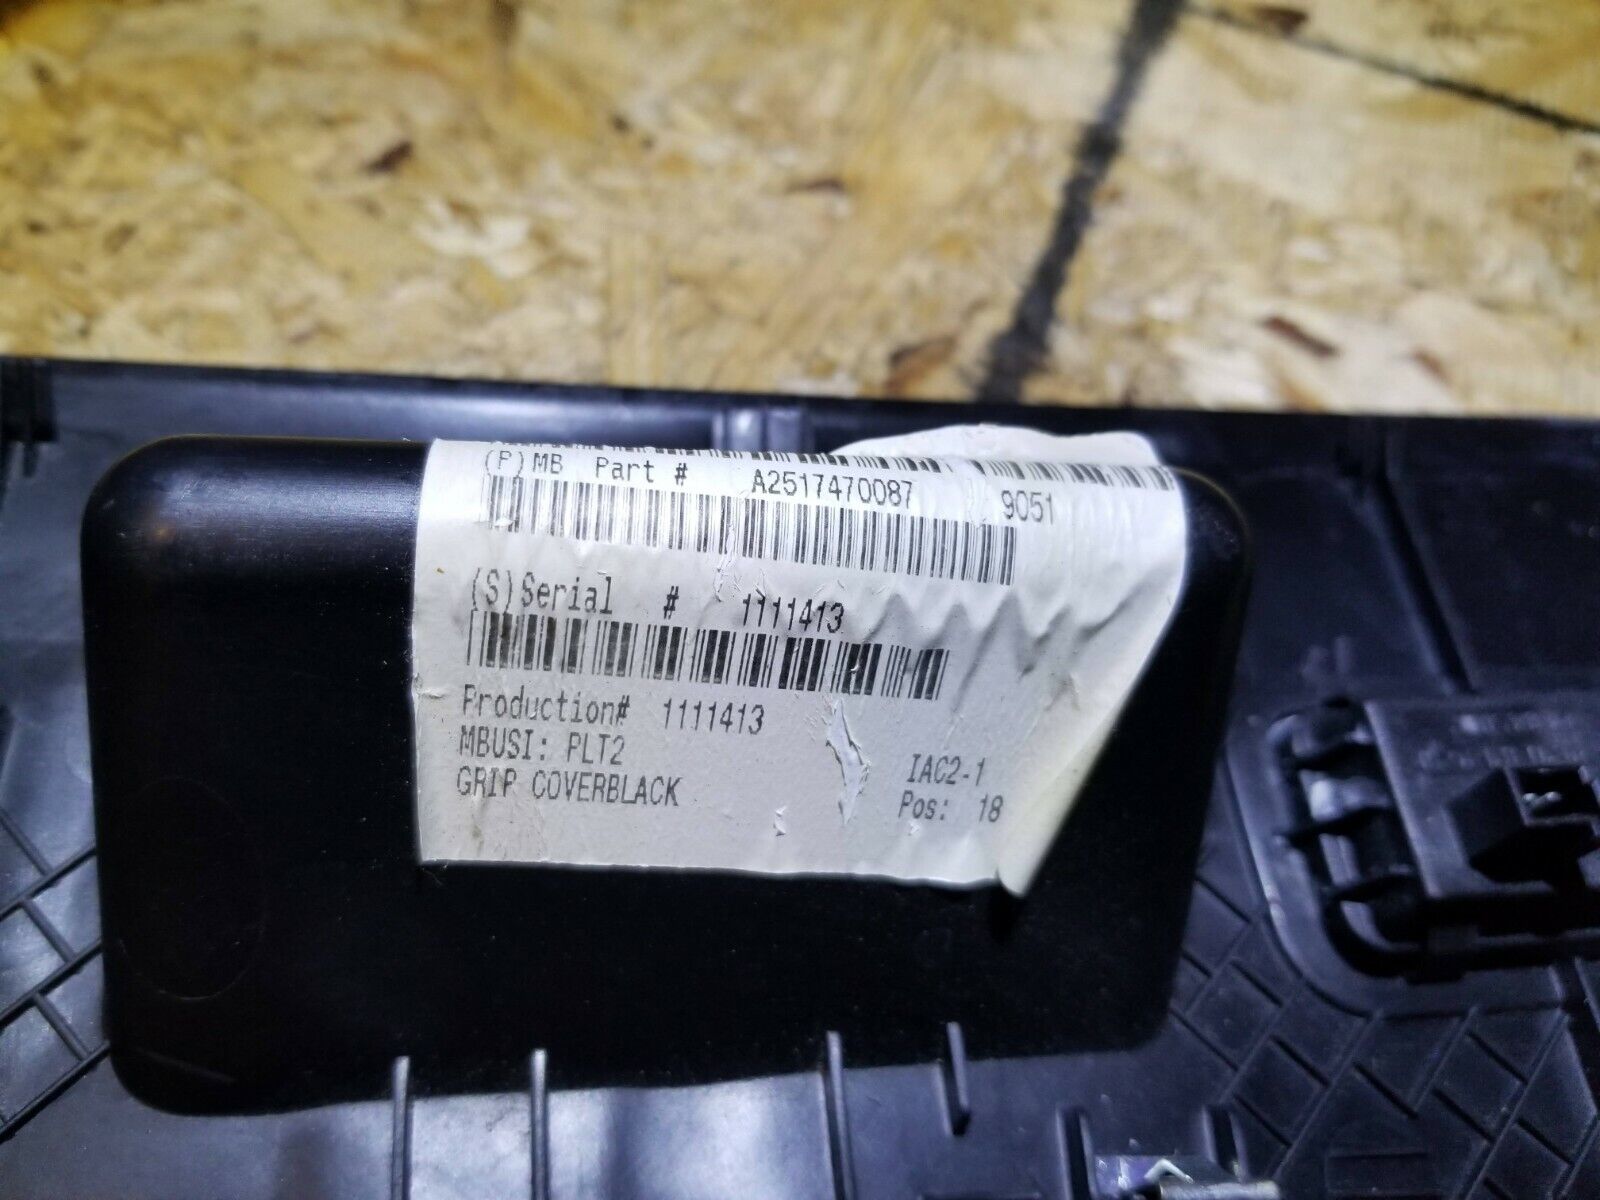 (P) MB Part # A2517470087 9051
(S) Serial # 1111413
Production# 1111413
MBUSI: PLT2 IAC2-1
GRIP COVERBLACK Pos: 18